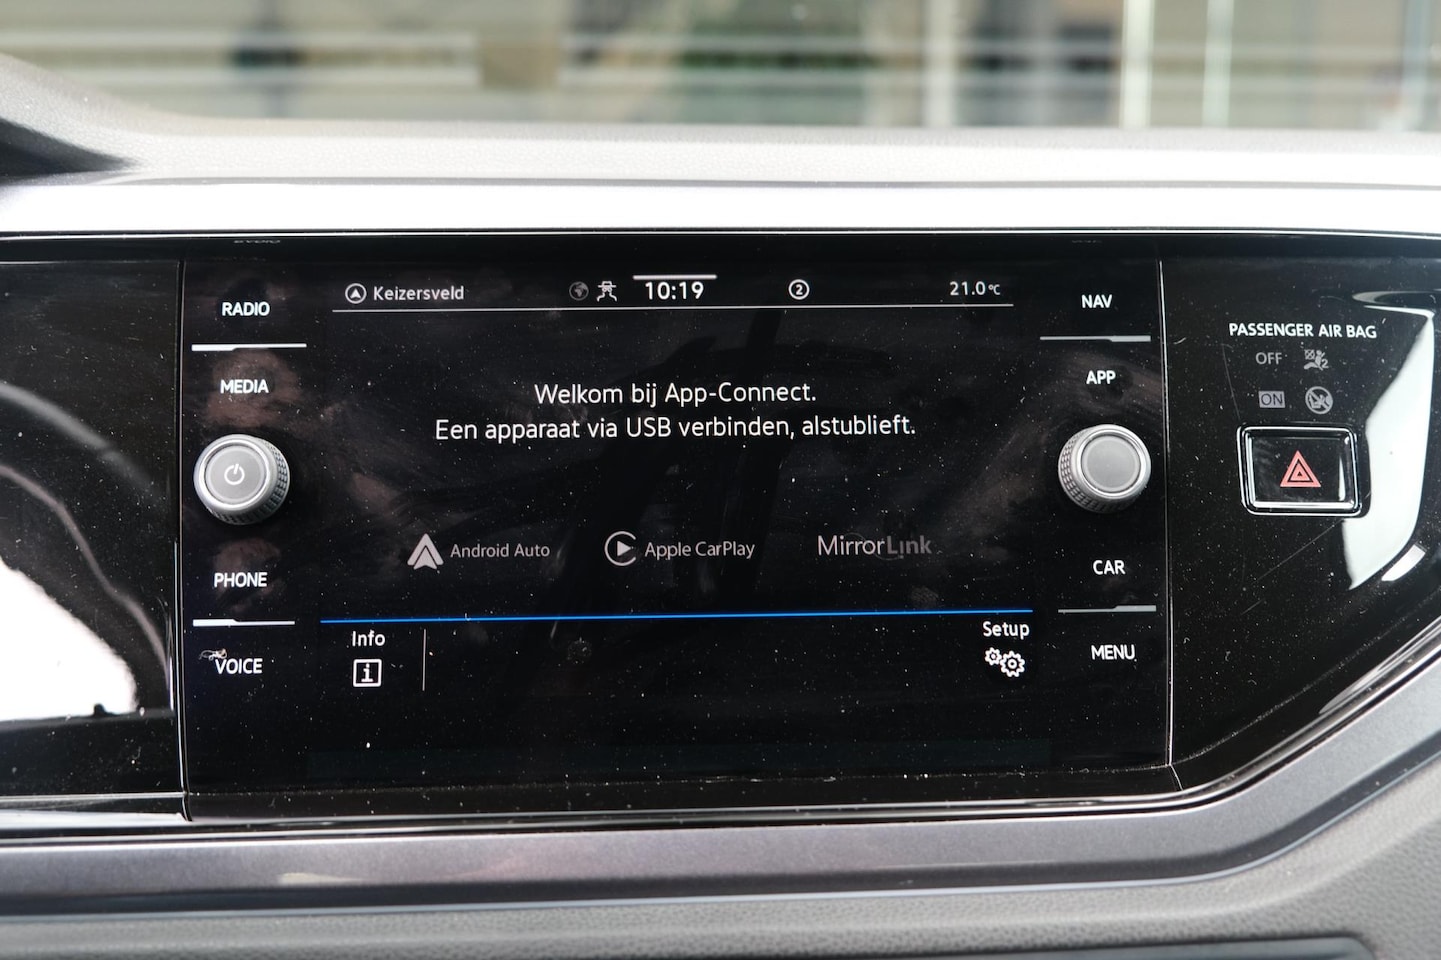 RADIO
MEDIA
PHONE
VOICE
Keizersveld
10:19
2
21.0°C
Welkom bij App-Connect.
Een apparaat via USB verbinden, alstublieft.
Android Auto
Apple CarPlay
MirrorLink
Info
i
Setup
NAV
APP
CAR
MENU
PASSENGER AIR BAG
OFF
ON